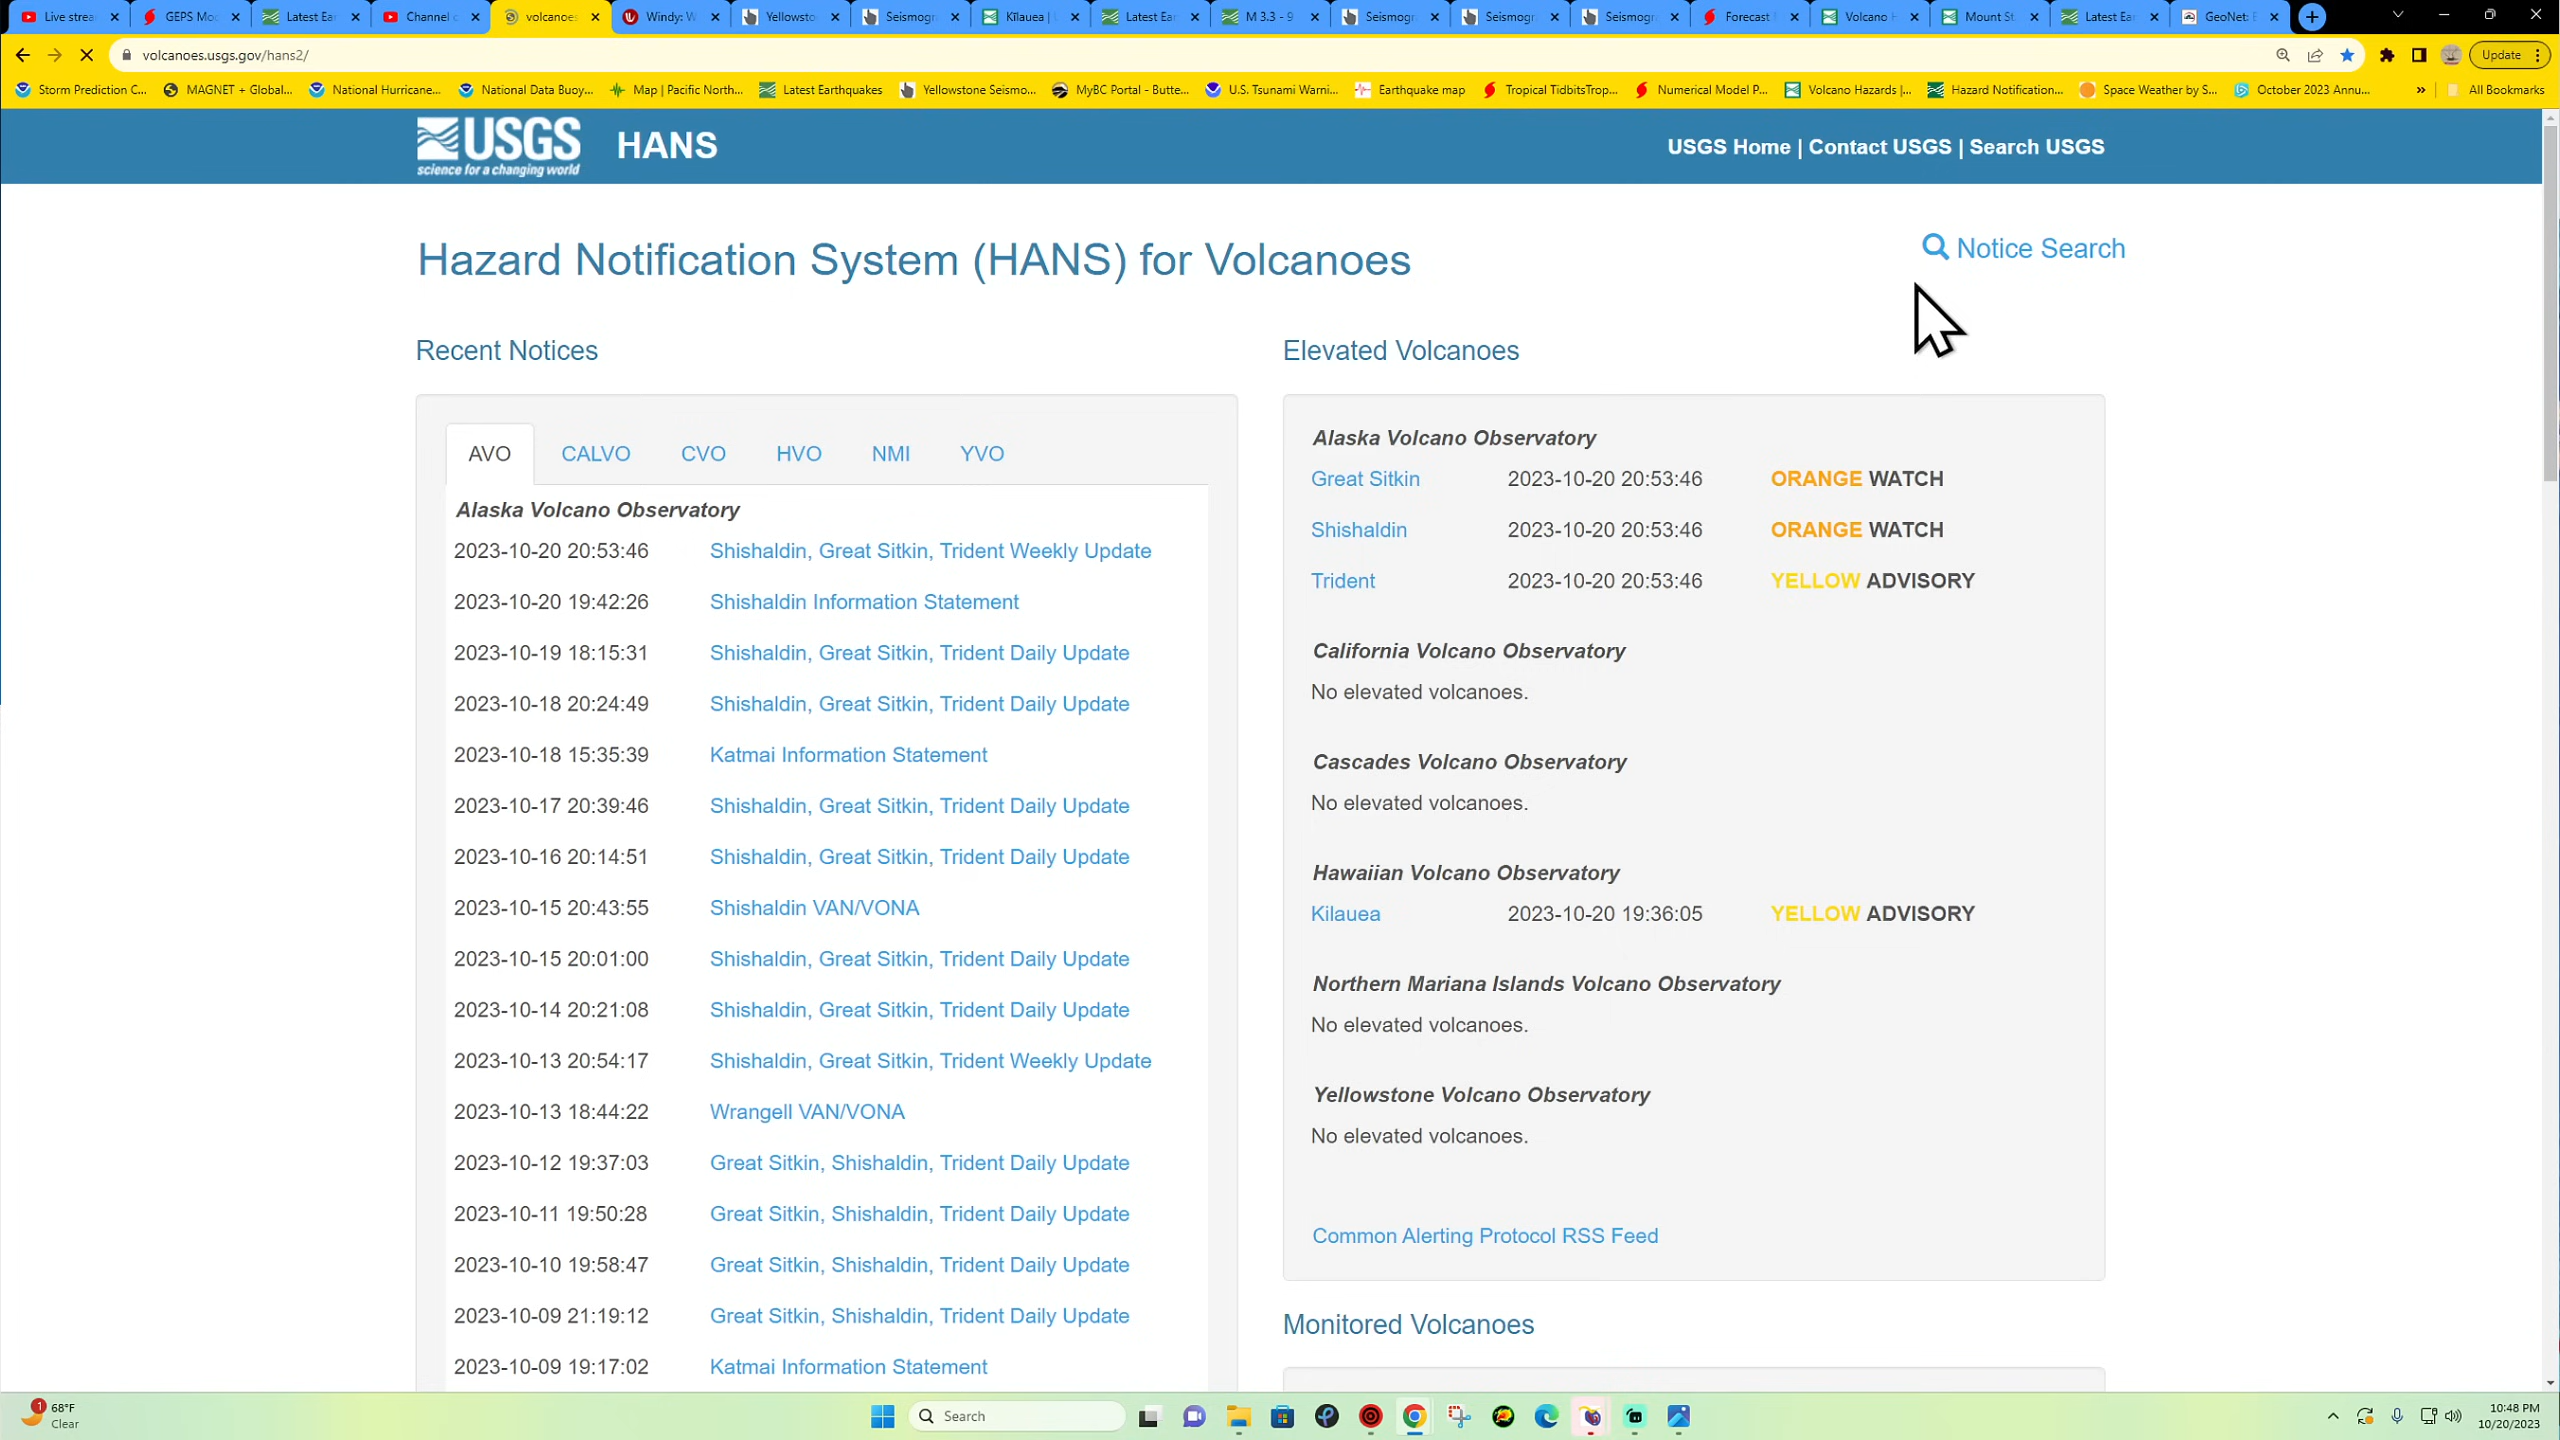 Live strea
GEPS Mo
Latest Ea
Channel c
volcanoes
Windy: W
Yellowsto
Seismogr
Kīlauea | U
Latest Ea
M 3.3 - 9
Seismogr
Seismogr
Seismogr
Forecast
Volcano H
Mount St
Latest Ea
GeoNet: E
volcanoes.usgs.gov/hans2/
Update
Storm Prediction C...
MAGNET + Global...
National Hurricane...
National Data Buoy...
Map | Pacific North...
Latest Earthquakes
Yellowstone Seismo...
MyBC Portal - Butte...
U.S. Tsunami Warni...
Earthquake map
Tropical TidbitsTrop...
Numerical Model P...
Volcano Hazards |...
Hazard Notification...
Space Weather by S...
October 2023 Annu...
»
All Bookmarks
USGS
science for a changing world
HANS
USGS Home | Contact USGS | Search USGS
Hazard Notification System (HANS) for Volcanoes
Notice Search
Recent Notices
AVO CALVO CVO HVO NMI YVO
Alaska Volcano Observatory
2023-10-20 20:53:46 Shishaldin, Great Sitkin, Trident Weekly Update
2023-10-20 19:42:26 Shishaldin Information Statement
2023-10-19 18:15:31 Shishaldin, Great Sitkin, Trident Daily Update
2023-10-18 20:24:49 Shishaldin, Great Sitkin, Trident Daily Update
2023-10-18 15:35:39 Katmai Information Statement
2023-10-17 20:39:46 Shishaldin, Great Sitkin, Trident Daily Update
2023-10-16 20:14:51 Shishaldin, Great Sitkin, Trident Daily Update
2023-10-15 20:43:55 Shishaldin VAN/VONA
2023-10-15 20:01:00 Shishaldin, Great Sitkin, Trident Daily Update
2023-10-14 20:21:08 Shishaldin, Great Sitkin, Trident Daily Update
2023-10-13 20:54:17 Shishaldin, Great Sitkin, Trident Weekly Update
2023-10-13 18:44:22 Wrangell VAN/VONA
2023-10-12 19:37:03 Great Sitkin, Shishaldin, Trident Daily Update
2023-10-11 19:50:28 Great Sitkin, Shishaldin, Trident Daily Update
2023-10-10 19:58:47 Great Sitkin, Shishaldin, Trident Daily Update
2023-10-09 21:19:12 Great Sitkin, Shishaldin, Trident Daily Update
2023-10-09 19:17:02 Katmai Information Statement
Elevated Volcanoes
Alaska Volcano Observatory
Great Sitkin 2023-10-20 20:53:46 ORANGE WATCH
Shishaldin 2023-10-20 20:53:46 ORANGE WATCH
Trident 2023-10-20 20:53:46 YELLOW ADVISORY
California Volcano Observatory
No elevated volcanoes.
Cascades Volcano Observatory
No elevated volcanoes.
Hawaiian Volcano Observatory
Kilauea 2023-10-20 19:36:05 YELLOW ADVISORY
Northern Mariana Islands Volcano Observatory
No elevated volcanoes.
Yellowstone Volcano Observatory
No elevated volcanoes.
Common Alerting Protocol RSS Feed
Monitored Volcanoes
1
68°F
Clear
Search
10:48 PM
10/20/2023